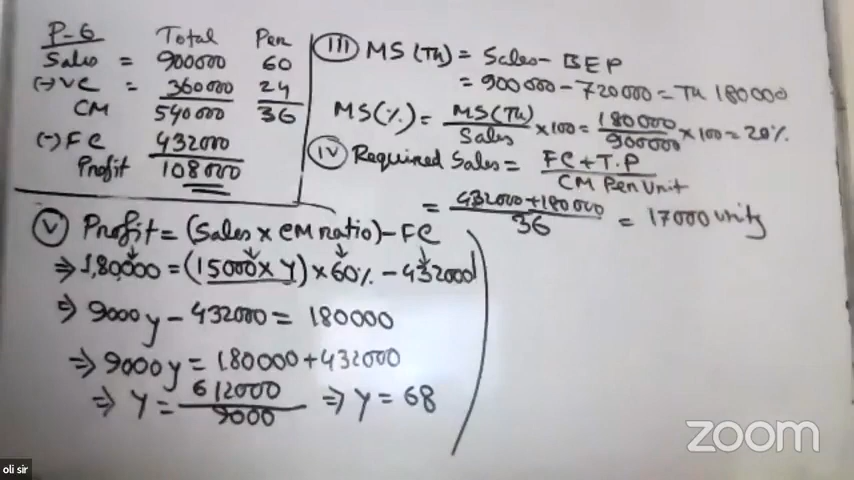 P-6 Total Per
Sales = 900000 60
(-) VC = 360000 24
CM 540000 36
(-) FC 432000
Profit 108000
(III) MS (Tk) = Sales - BEP
= 900000 - 720000 = Tk 180000
MS(%) = MS(Tk) / Sales × 100 = 180000 / 900000 × 100 = 20%
(IV) Required Sales = FC + T.P / CM Per Unit
= 432000 + 180000 / 36 = 17000 units
(V) Profit = (Sales × CM ratio) - FC
⇒ 1,80,000 = (15000 × y) × 60% - 432000
⇒ 9000y - 432000 = 180000
⇒ 9000y = 180000 + 432000
⇒ y = 612000 / 9000 ⇒ y = 68
zoom
oli sir